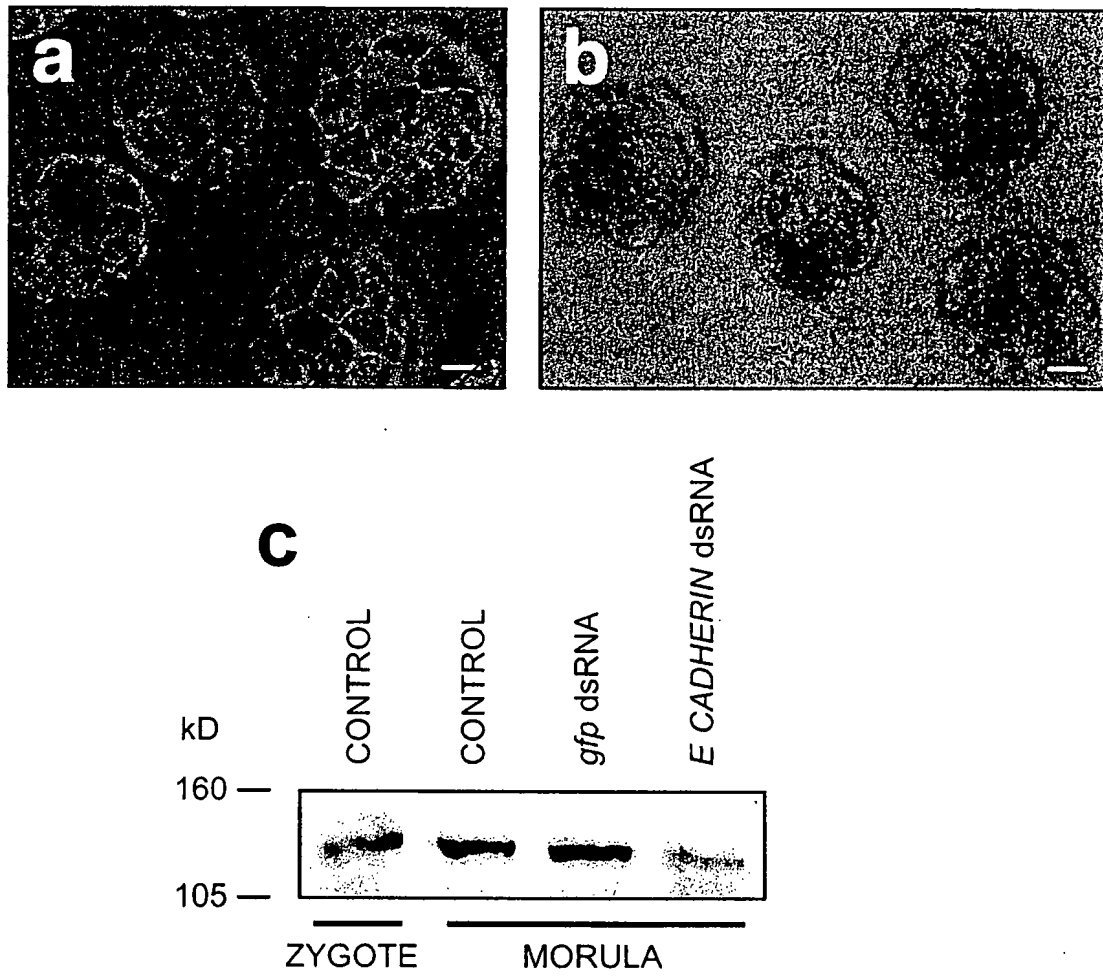 a
b
c
kD
CONTROL
CONTROL
gfp dsRNA
E CADHERIN dsRNA
160
105
ZYGOTE
MORULA